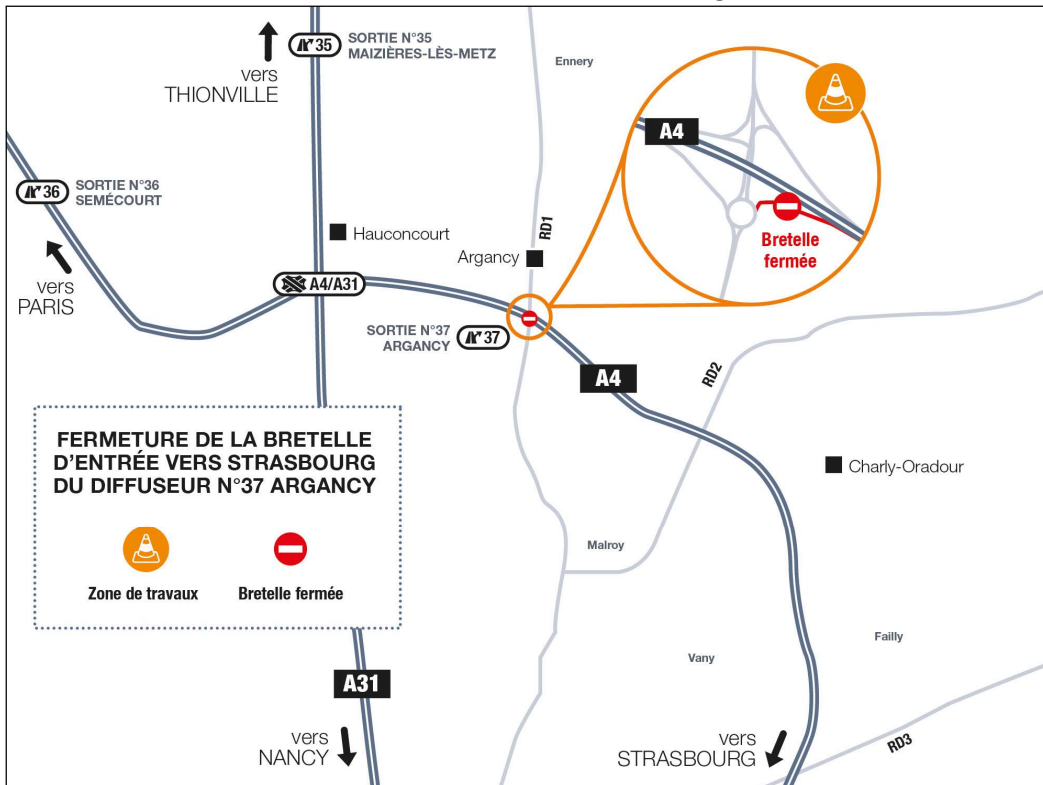 35
SORTIE N°35
MAIZIÈRES-LÈS-METZ
vers
THIONVILLE
Ennery
A4
RD1
Bretelle
fermée
36
SORTIE N°36
SEMÉCOURT
vers
PARIS
Hauconcourt
Argancy
A4/A31
SORTIE N°37
ARGANCY
37
A4
RD2
FERMETURE DE LA BRETELLE
D'ENTRÉE VERS STRASBOURG
DU DIFFUSEUR N°37 ARGANCY
Zone de travaux
Bretelle fermée
Charly-Oradour
Malroy
Failly
Vany
A31
vers
NANCY
vers
STRASBOURG
RD3